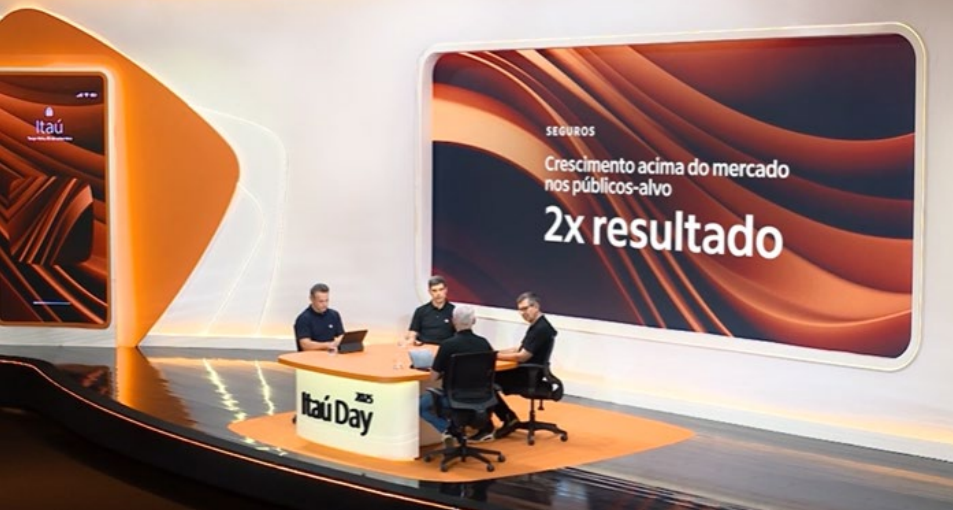 Itaú
SEGUROS
Crescimento acima do mercado
nos públicos-alvo
2x resultado
2025
Itaú Day